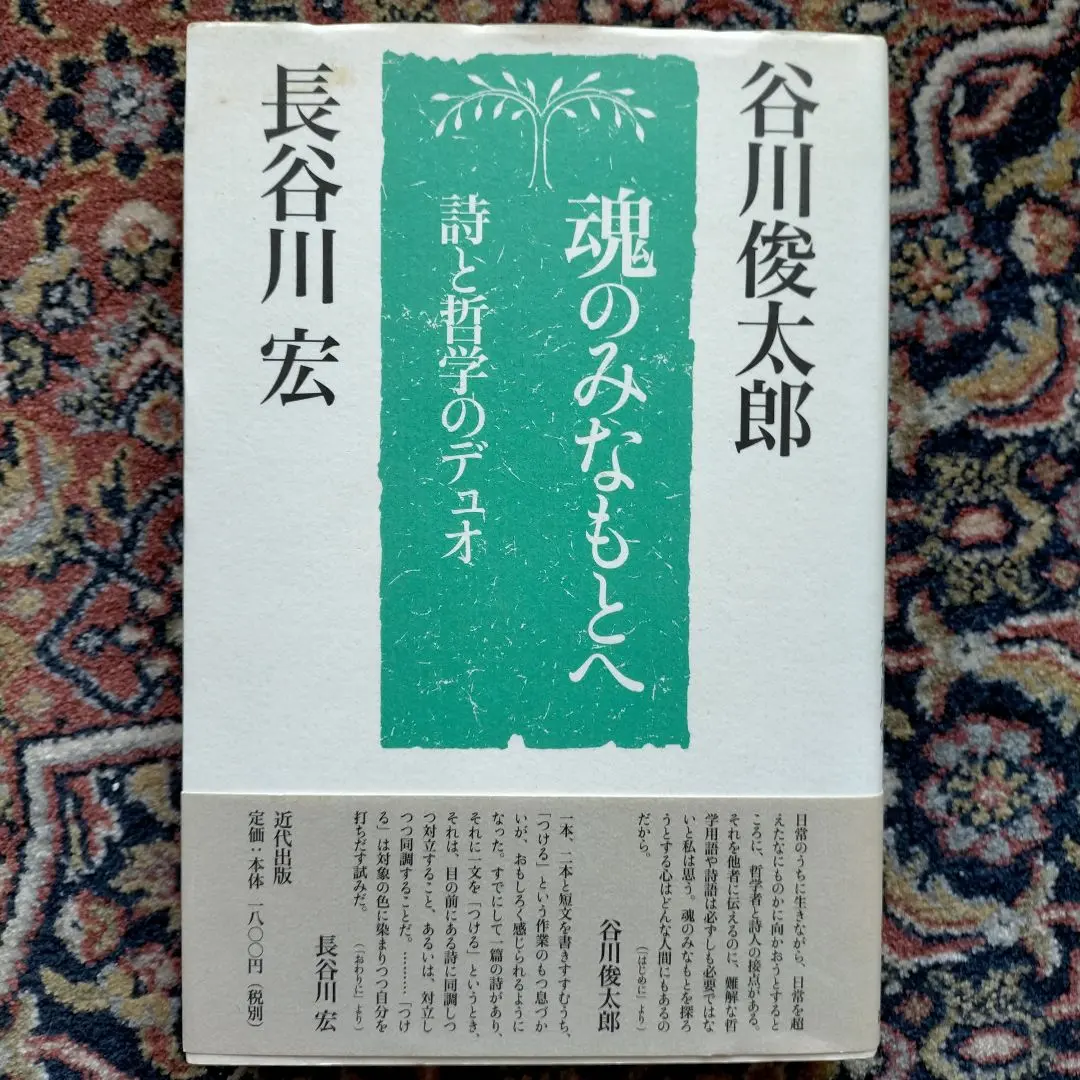 谷川俊太郎
魂のみなもとへ
詩と哲学のデュオ
長谷川 宏
日常のうちに生きながら、日常を超
えたなにものかに向かおうとすると
ころに、哲学者と詩人の接点がある。
それを他者に伝えるのに、難解な哲
学用語や詩語は必ずしも必要ではな
いと私は思う。魂のみなもとを探ろ
うとする心はどんな人間にもあるの
だから。
(「はじめに」より)
谷川俊太郎
一本、二本と短文を書きすすむうち、
「つける」という作業のもつ息づか
いが、おもしろく感じられるように
なった。すでにして一篇の詩があり、
それに一文を「つける」というとき、
それは、目の前にある詩に同調しつ
つ対立すること、あるいは、対立し
つつ同調することだ。………「つけ
る」は対象の色に染まりつつ自分を
打ちだす試みだ。
(「おわりに」より)
長谷川 宏
近代出版
定価：本体 一八〇〇円（税別）